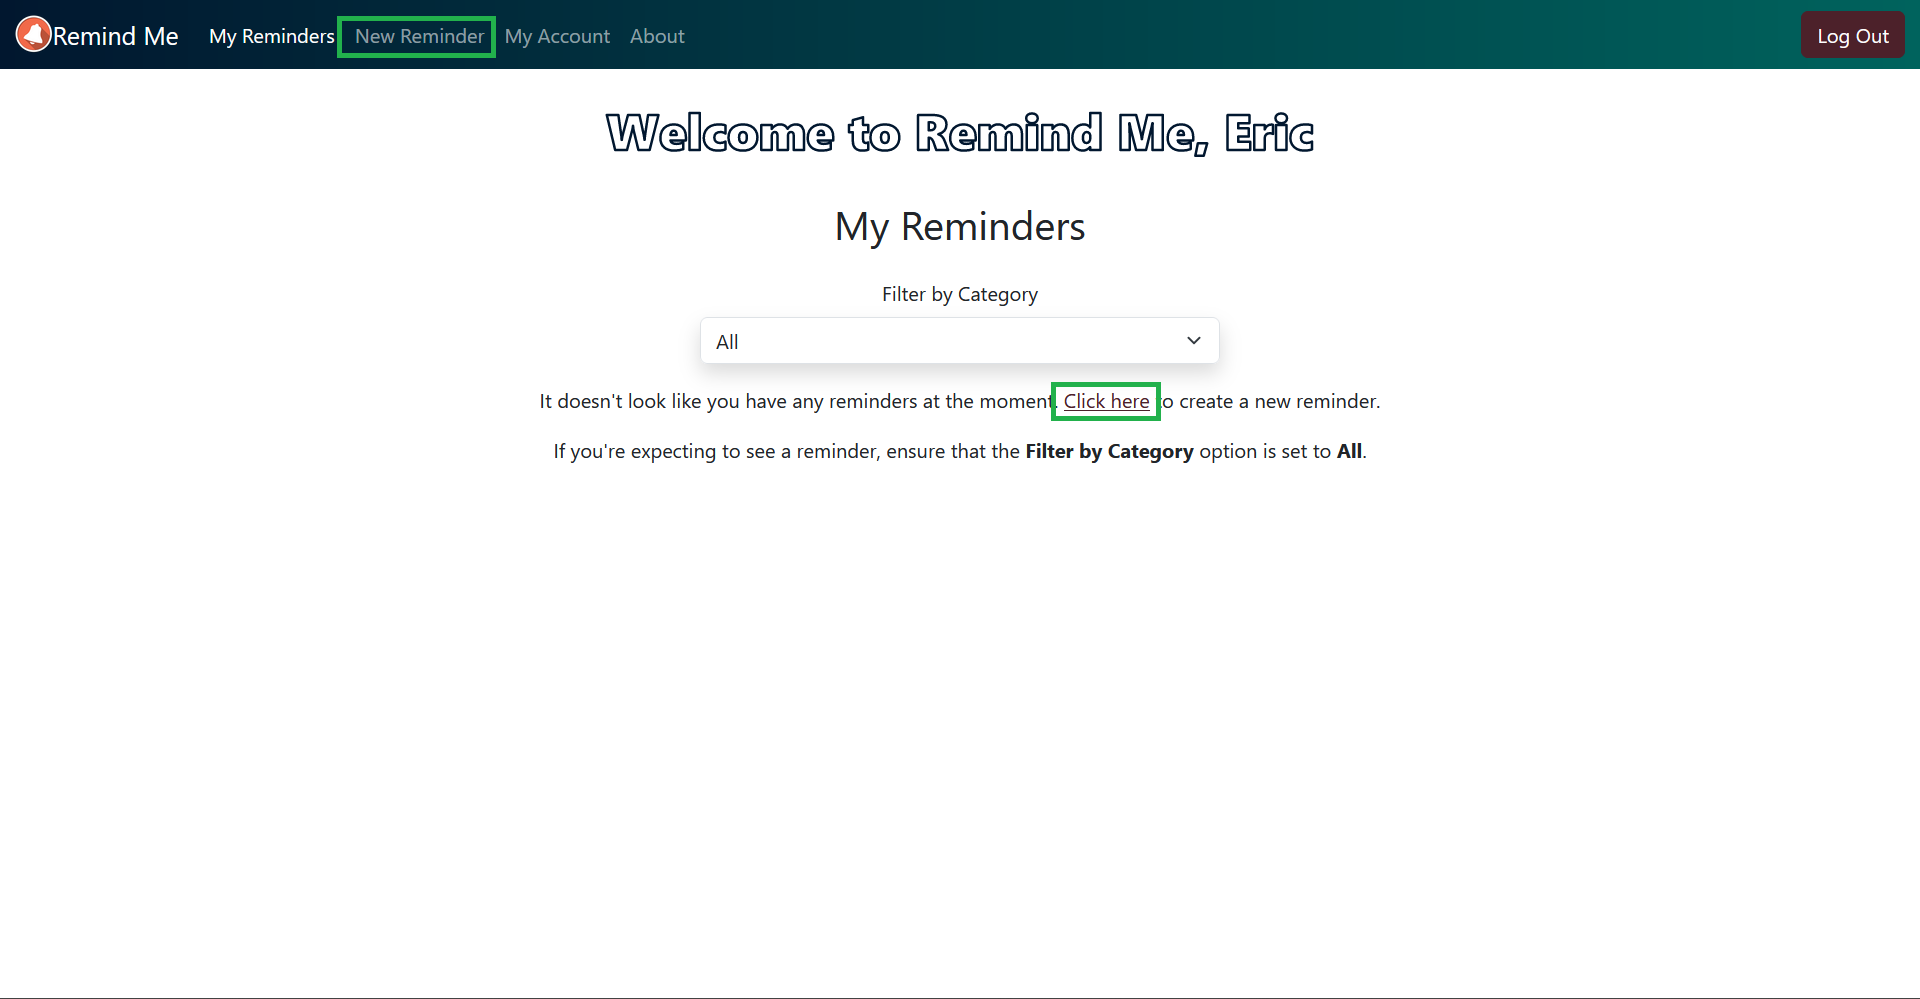 Remind Me My Reminders New Reminder My Account About Log Out
Welcome to Remind Me, Eric
My Reminders
Filter by Category
All
It doesn't look like you have any reminders at the moment. Click here to create a new reminder.
If you're expecting to see a reminder, ensure that the Filter by Category option is set to All.